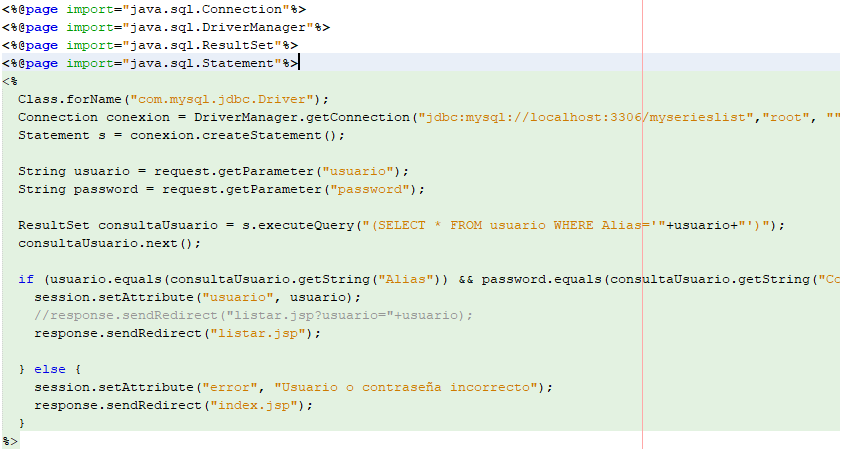 <%@page import="java.sql.Connection"%>
<%@page import="java.sql.DriverManager"%>
<%@page import="java.sql.ResultSet"%>
<%@page import="java.sql.Statement"%>
<%
  Class.forName("com.mysql.jdbc.Driver");
  Connection conexion = DriverManager.getConnection("jdbc:mysql://localhost:3306/myserieslist","root", ""
  Statement s = conexion.createStatement();

  String usuario = request.getParameter("usuario");
  String password = request.getParameter("password");

  ResultSet consultaUsuario = s.executeQuery("(SELECT * FROM usuario WHERE Alias='"+usuario+"')");
  consultaUsuario.next();

  if (usuario.equals(consultaUsuario.getString("Alias")) && password.equals(consultaUsuario.getString("Co
    session.setAttribute("usuario", usuario);
    //response.sendRedirect("listar.jsp?usuario="+usuario);
    response.sendRedirect("listar.jsp");

  } else {
    session.setAttribute("error", "Usuario o contraseña incorrecto");
    response.sendRedirect("index.jsp");
  }
%>